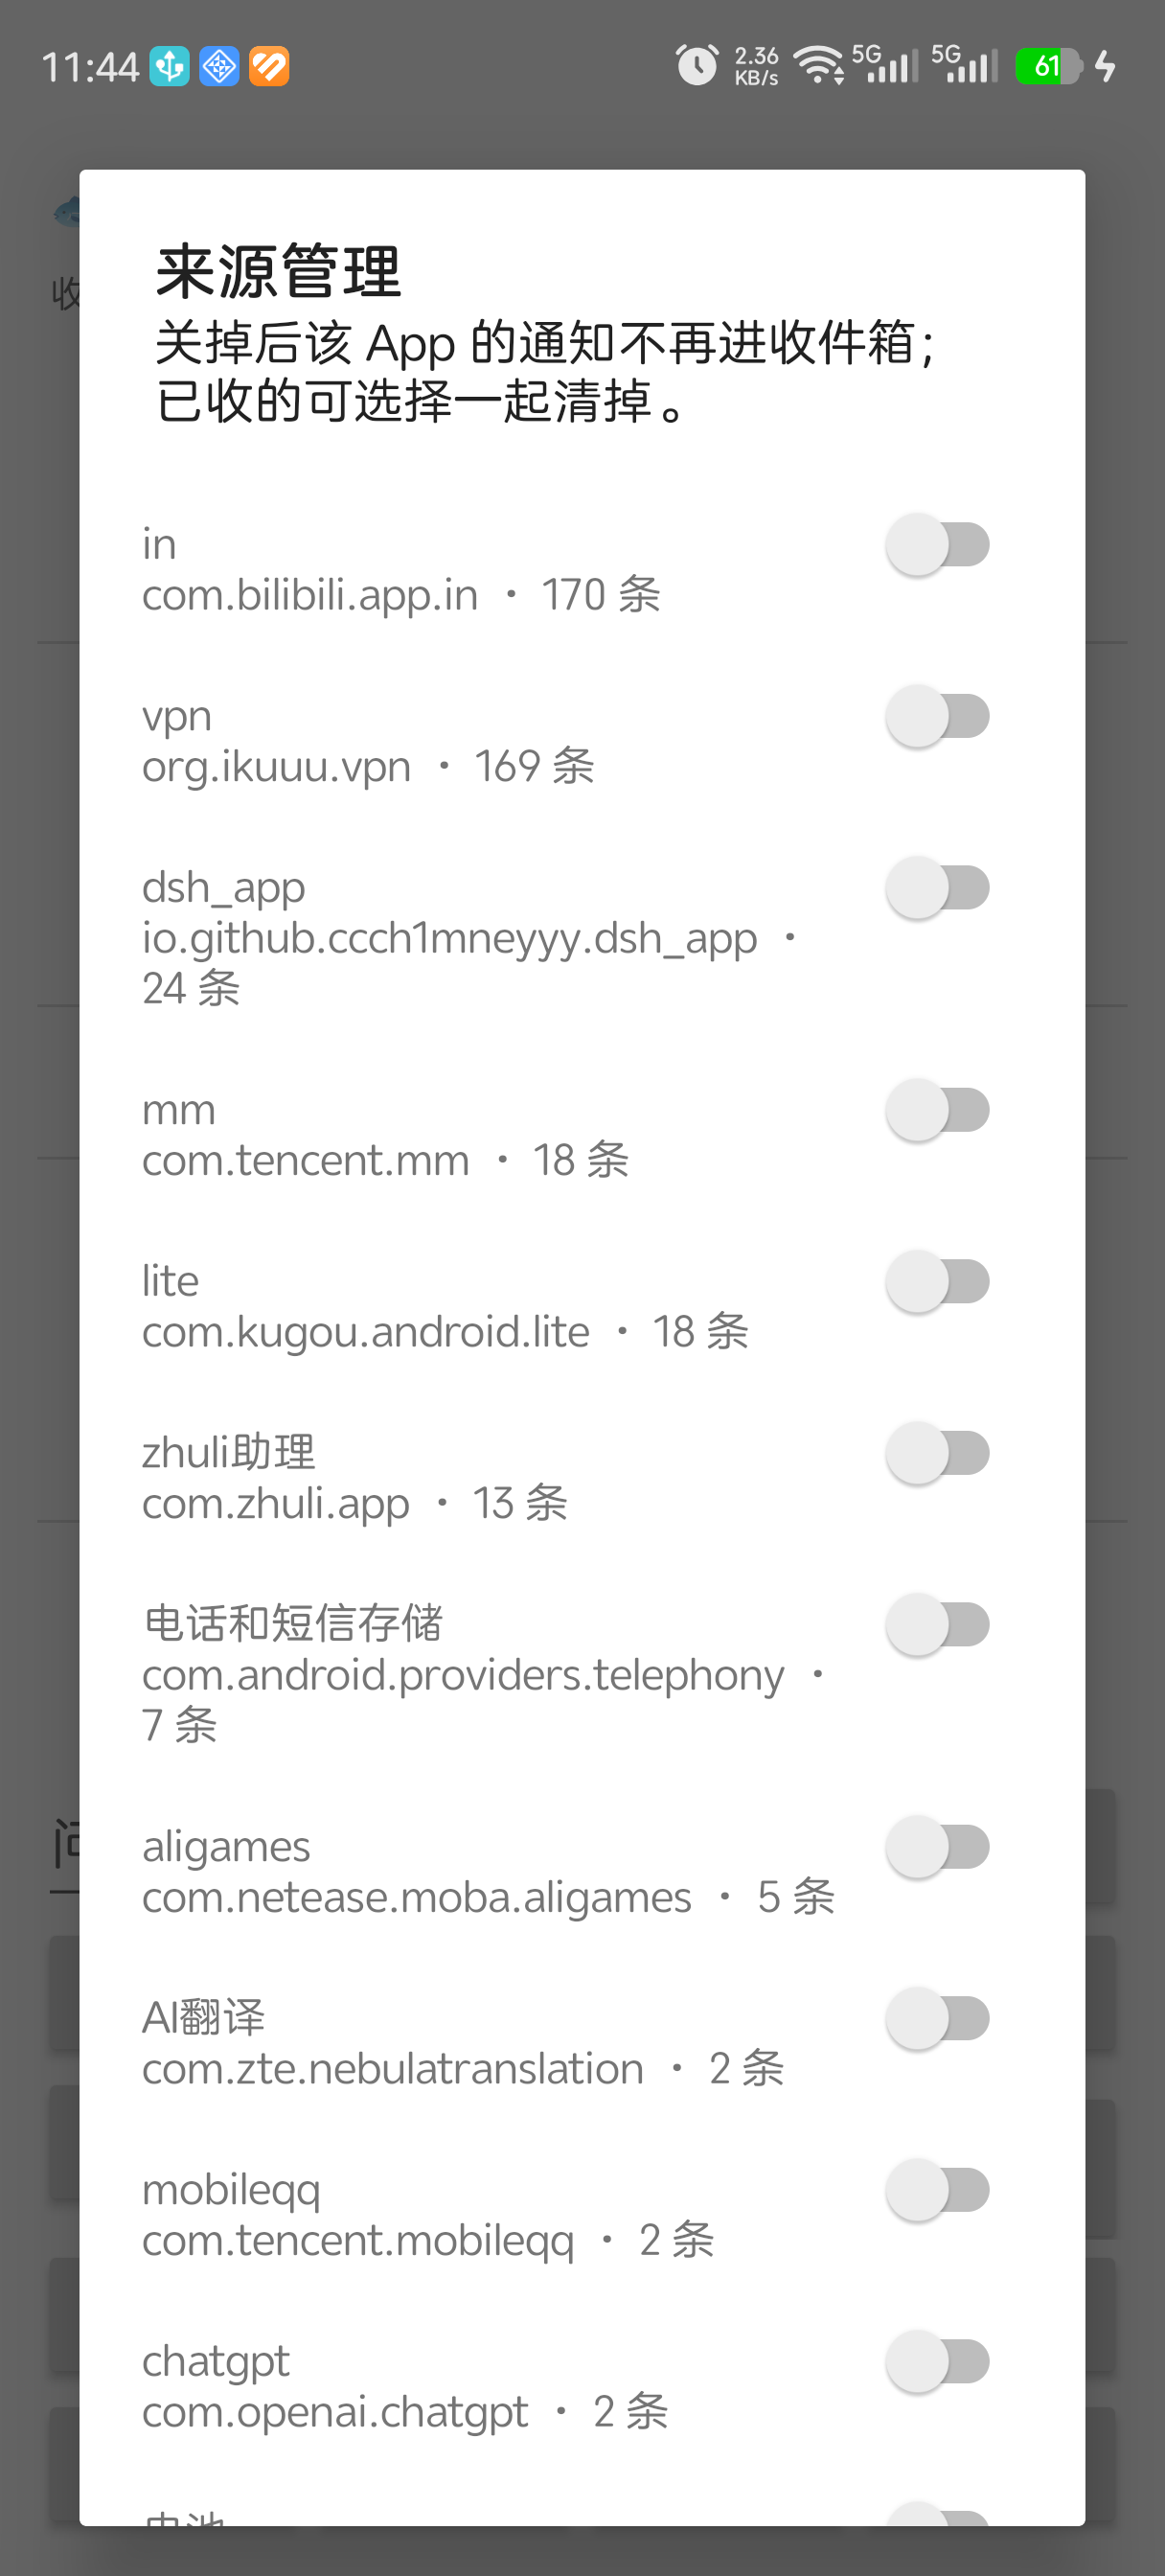 11:44
2.36
KB/s
5G
5G
61
收
来源管理
关掉后该 App 的通知不再进收件箱；
已收的可选择一起清掉。
in
com.bilibili.app.in · 170 条
vpn
org.ikuuu.vpn · 169 条
dsh_app
io.github.ccch1mneyyy.dsh_app ·
24 条
mm
com.tencent.mm · 18 条
lite
com.kugou.android.lite · 18 条
zhuli助理
com.zhuli.app · 13 条
电话和短信存储
com.android.providers.telephony ·
7 条
aligames
com.netease.moba.aligames · 5 条
AI翻译
com.zte.nebulatranslation · 2 条
mobileqq
com.tencent.mobileqq · 2 条
chatgpt
com.openai.chatgpt · 2 条